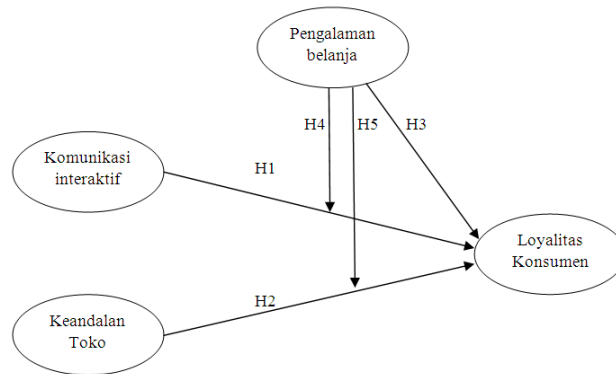 Pengalaman
belanja
H4
H5
H3
Komunikasi
interaktif
H1
Loyalitas
Konsumen
H2
Keandalan
Toko